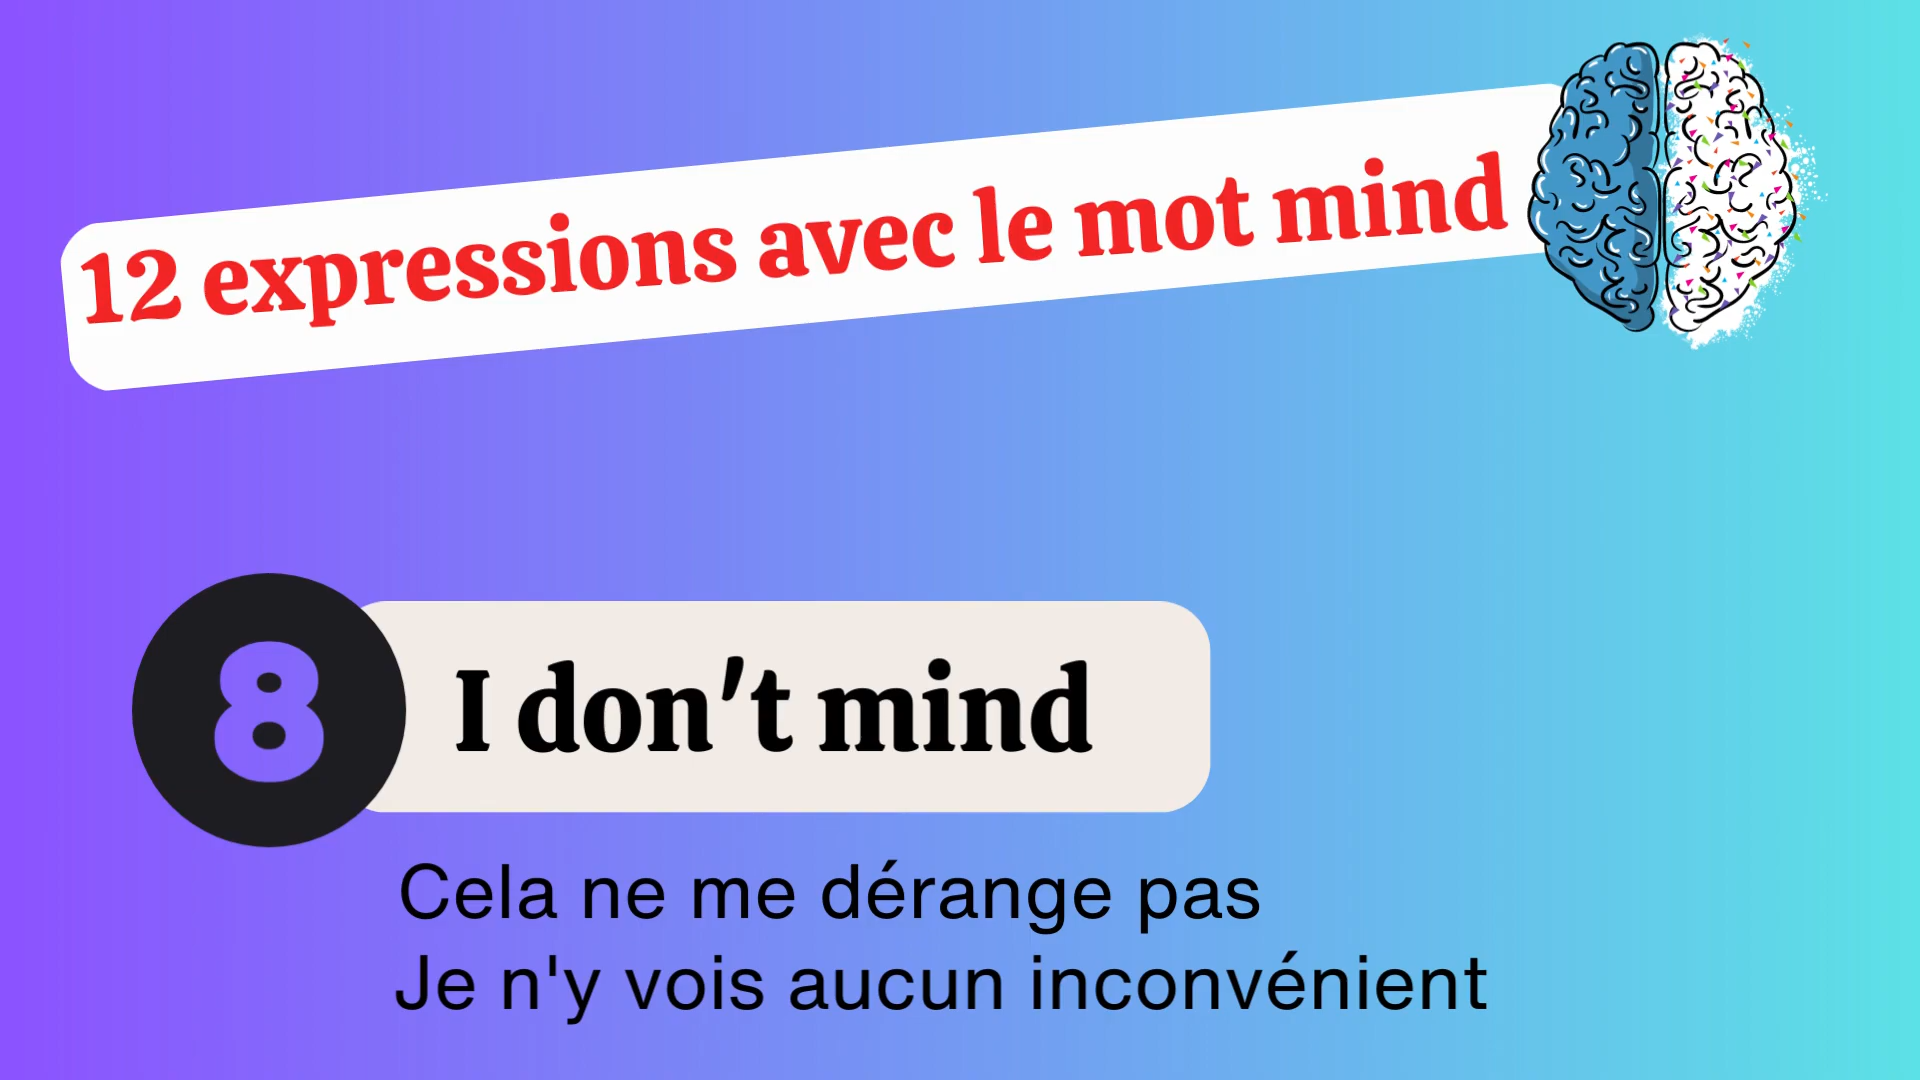 12 expressions avec le mot mind
8
I don't mind
Cela ne me dérange pas
Je n'y vois aucun inconvénient